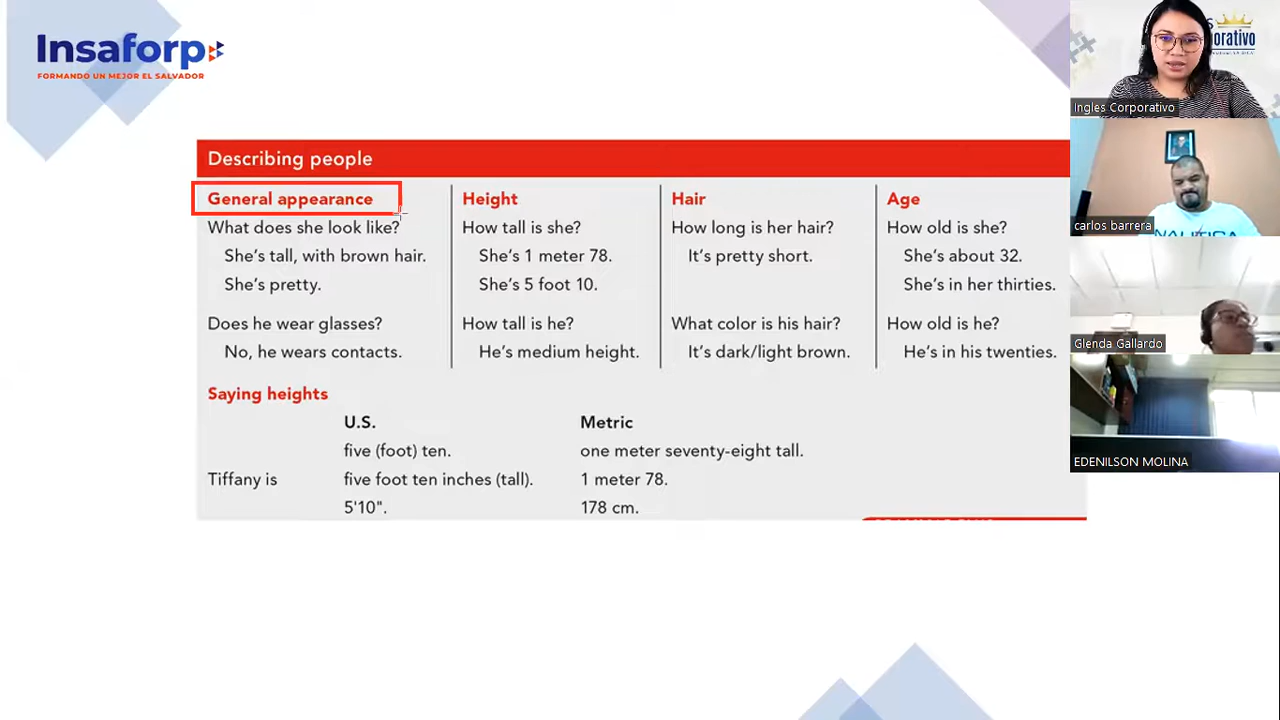 Insaforp
FORMANDO UN MEJOR EL SALVADOR
Describing people
General appearance
What does she look like?
She's tall, with brown hair.
She's pretty.
Does he wear glasses?
No, he wears contacts.
Height
How tall is she?
She's 1 meter 78.
She's 5 foot 10.
How tall is he?
He's medium height.
Hair
How long is her hair?
It's pretty short.
What color is his hair?
It's dark/light brown.
Age
How old is she?
She's about 32.
She's in her thirties.
How old is he?
He's in his twenties.
Saying heights
U.S.
Metric
five (foot) ten.
one meter seventy-eight tall.
Tiffany is
five foot ten inches (tall).
1 meter 78.
5'10".
178 cm.
Ingles Corporativo
carlos barrera
NAUTICA
Glenda Gallardo
EDENILSON MOLINA